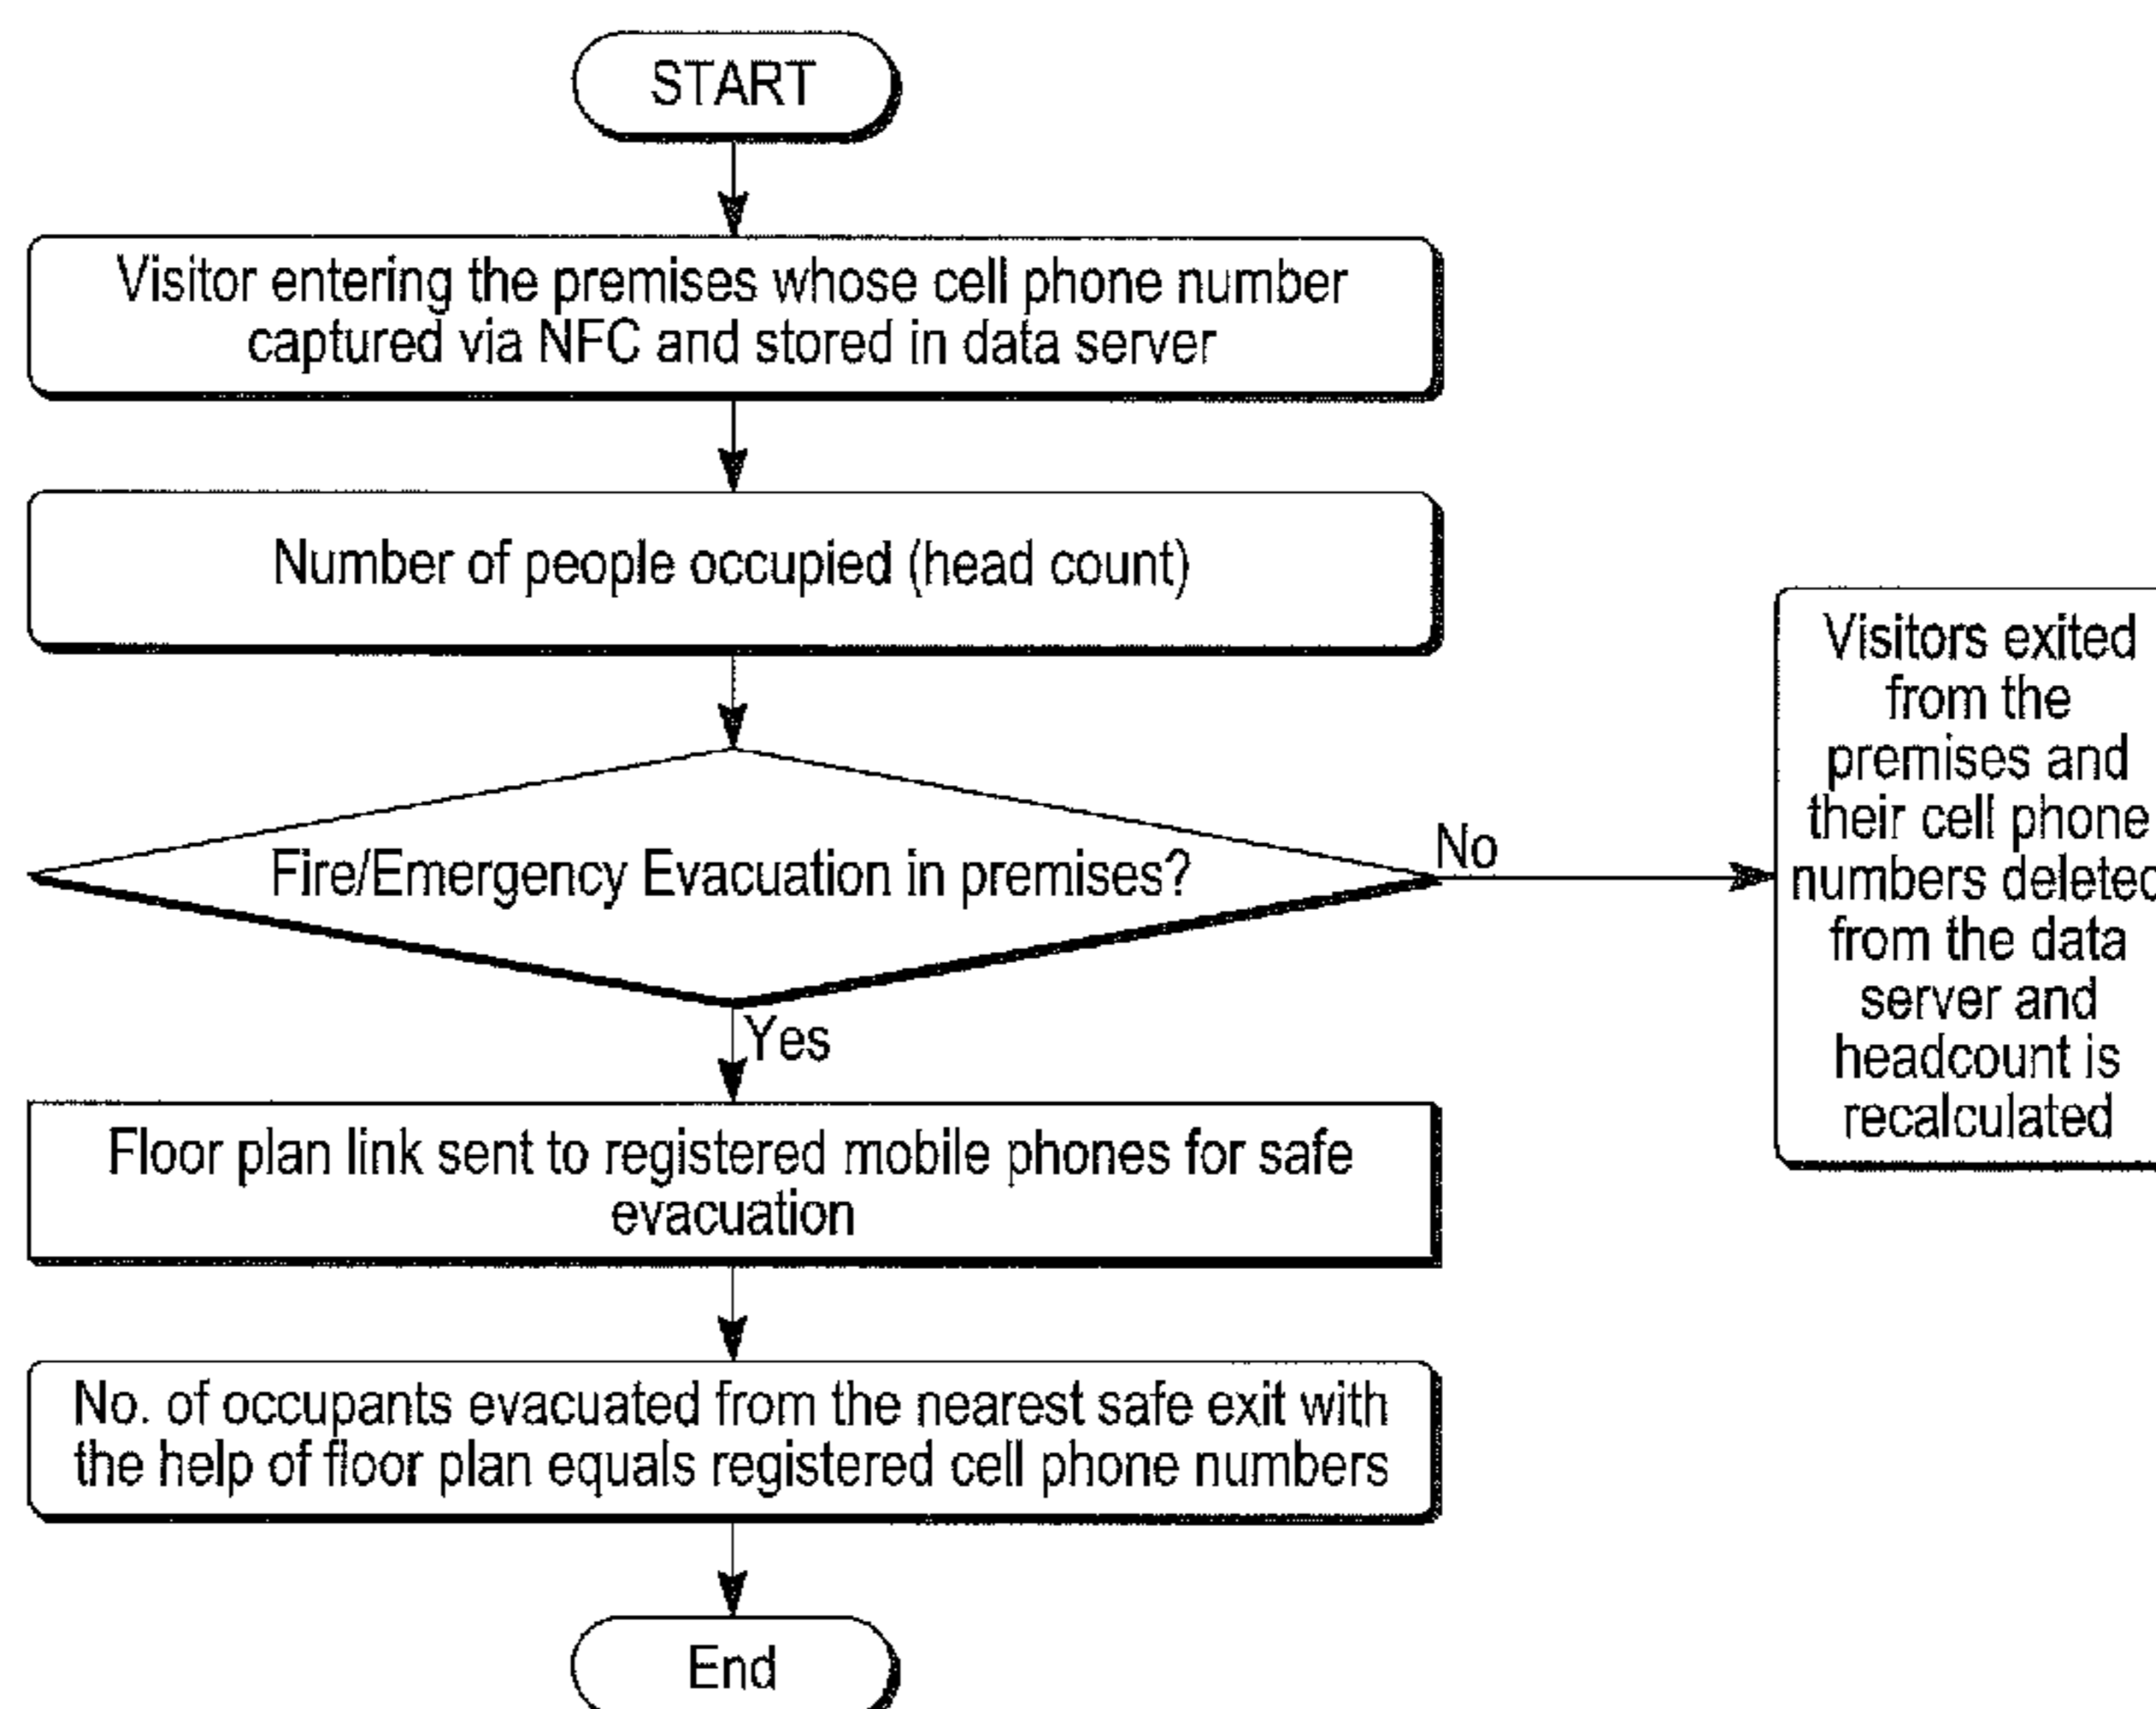 START
Visitor entering the premises whose cell phone number
captured via NFC and stored in data server
Number of people occupied (head count)
Fire/Emergency Evacuation in premises?
No
Visitors exited
from the
premises and
their cell phone
numbers deleted
from the data
server and
headcount is
recalculated
Yes
Floor plan link sent to registered mobile phones for safe
evacuation
No. of occupants evacuated from the nearest safe exit with
the help of floor plan equals registered cell phone numbers
End